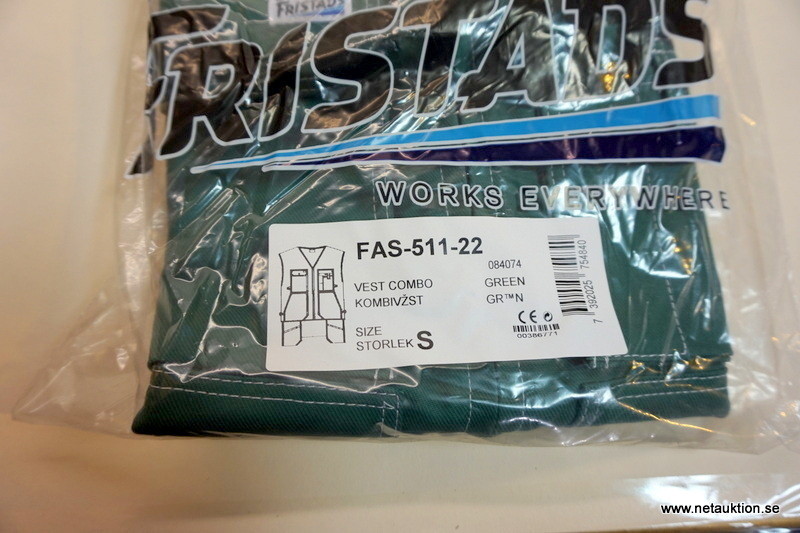 FRISTADS
FRISTADS
WORKS EVERYWHERE
FAS-511-22
084074
VEST COMBO GREEN
KOMBIVŽST GR™N
SIZE
STORLEK S
CE
00386771
7 392025 754840
www.netauktion.se